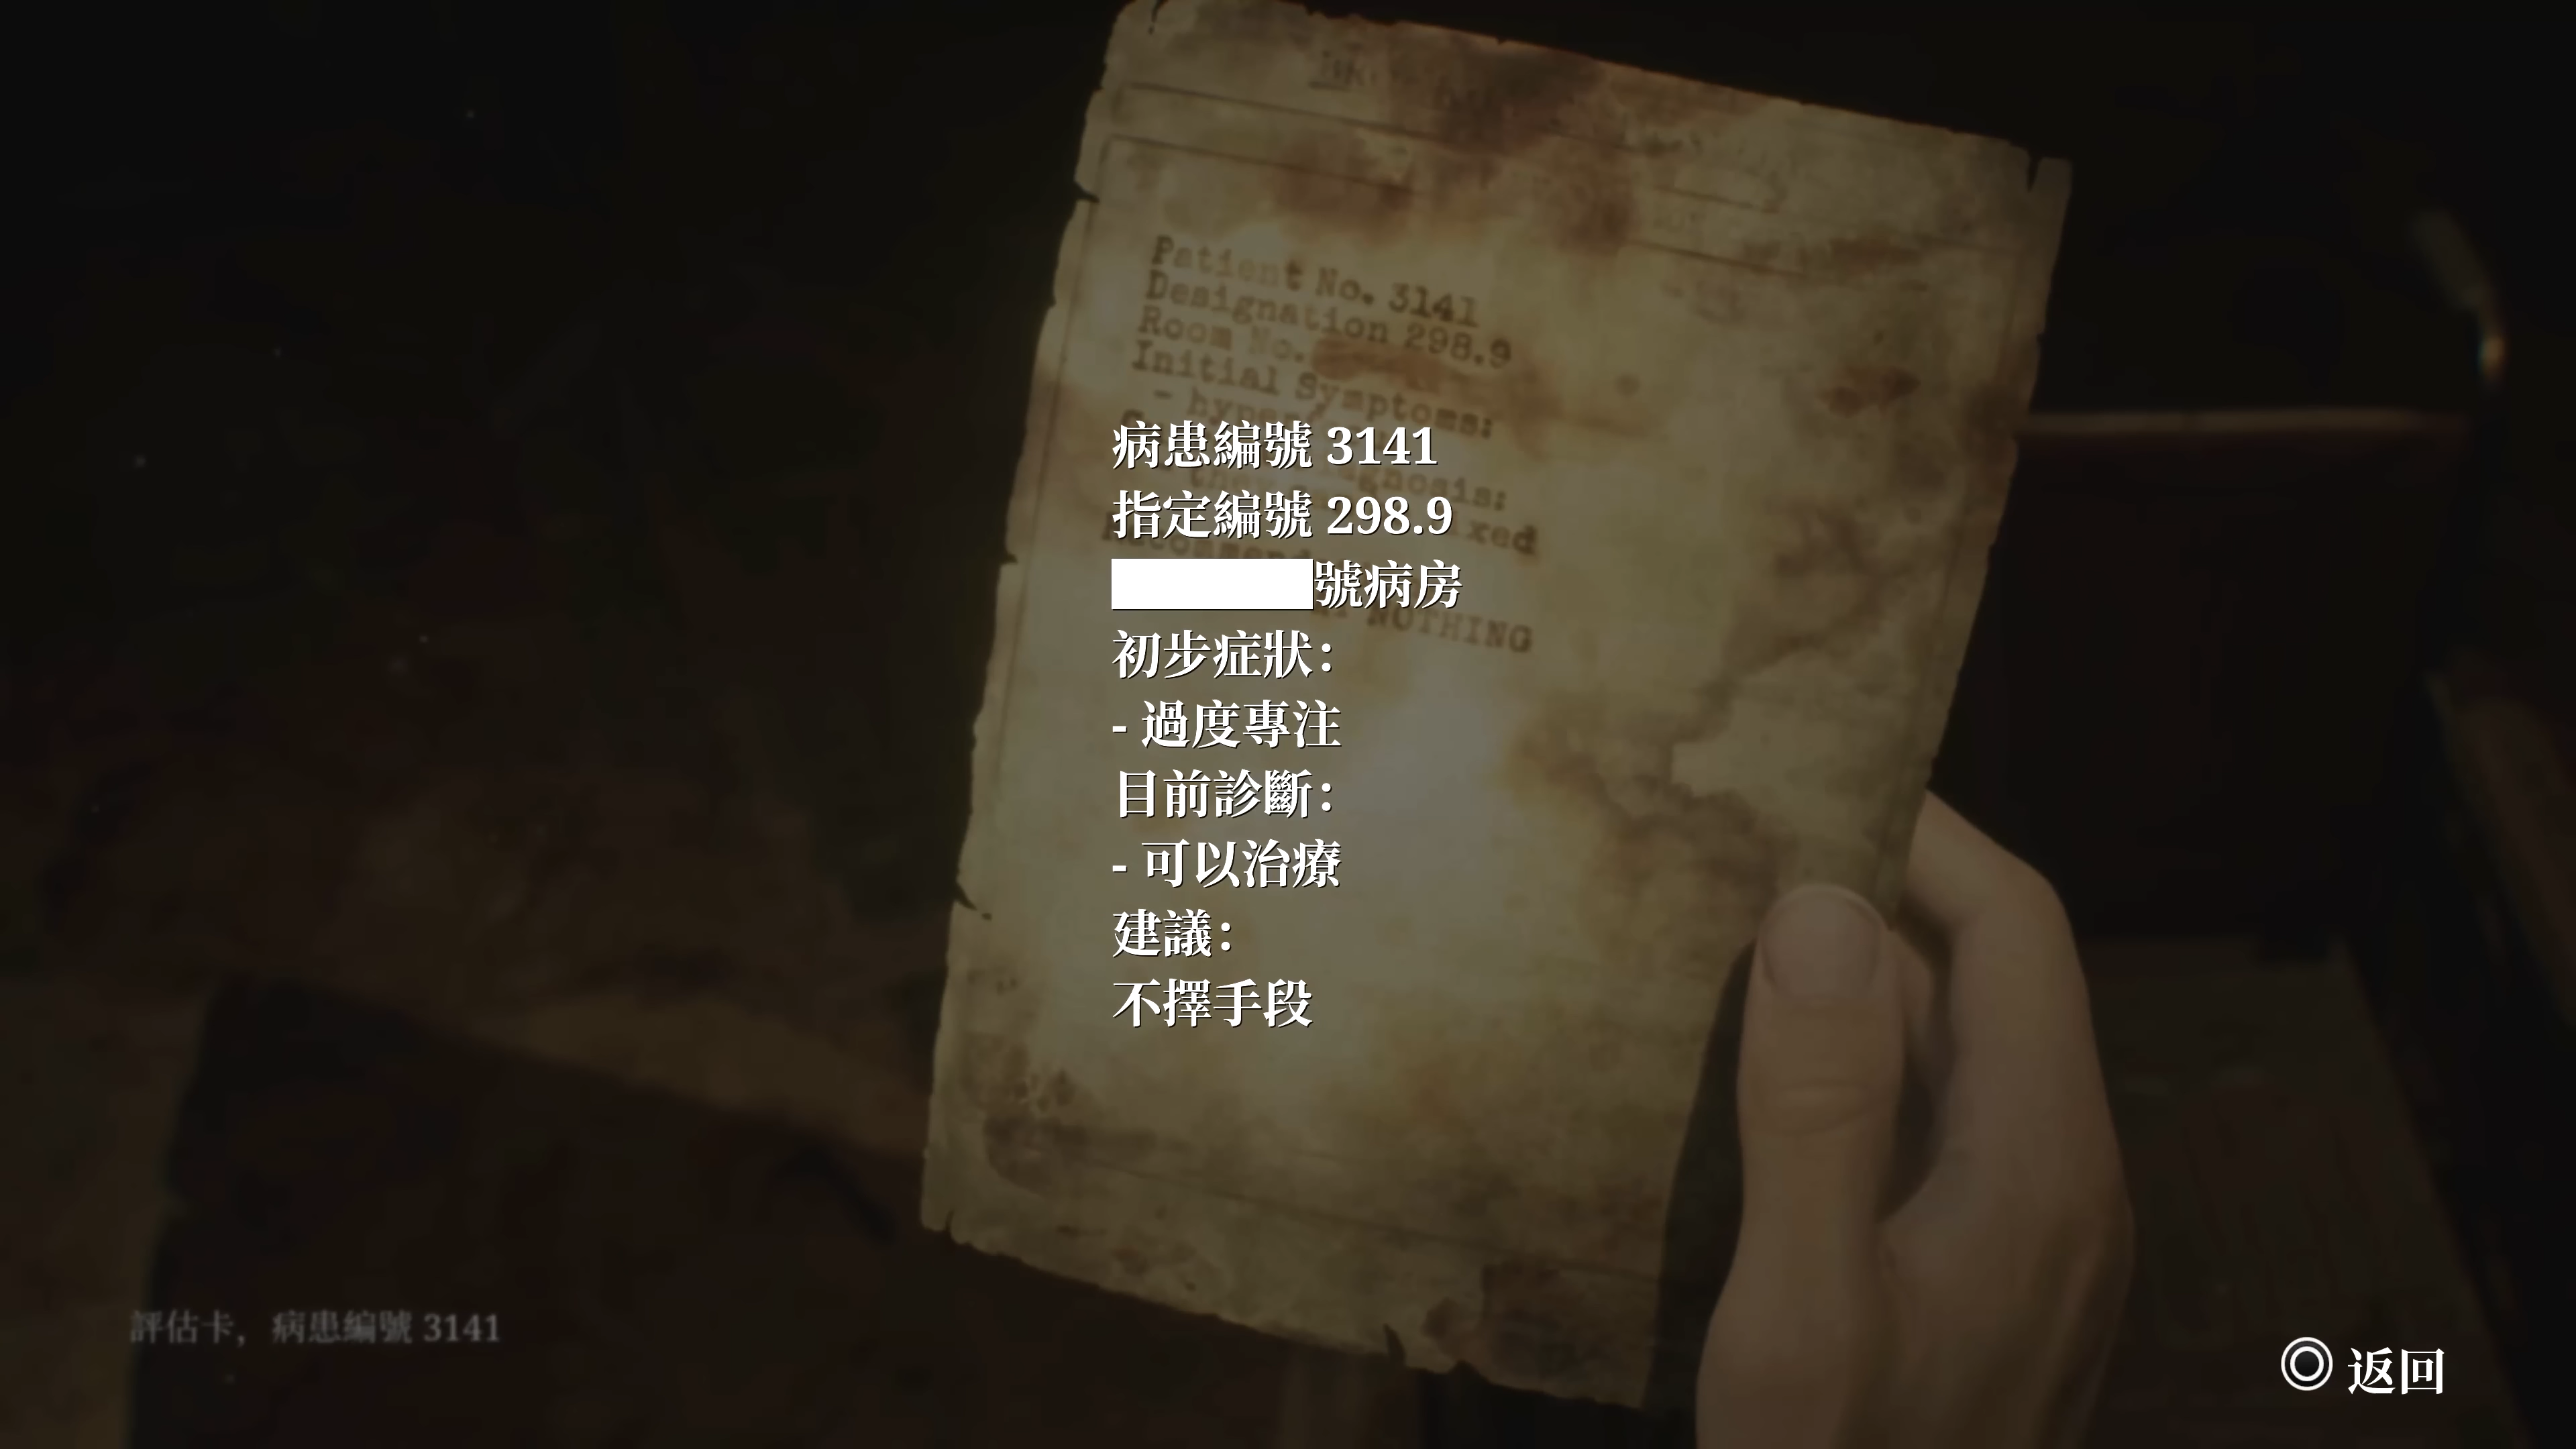 Patient No. 3141
Designation 298.9
Room No.
Initial Symptoms:
病患編號 3141
指定編號 298.9
號病房
NOTHING
初步症狀：
- 過度專注
目前診斷：
- 可以治療
建議：
不擇手段
評估卡，病患編號 3141
返回